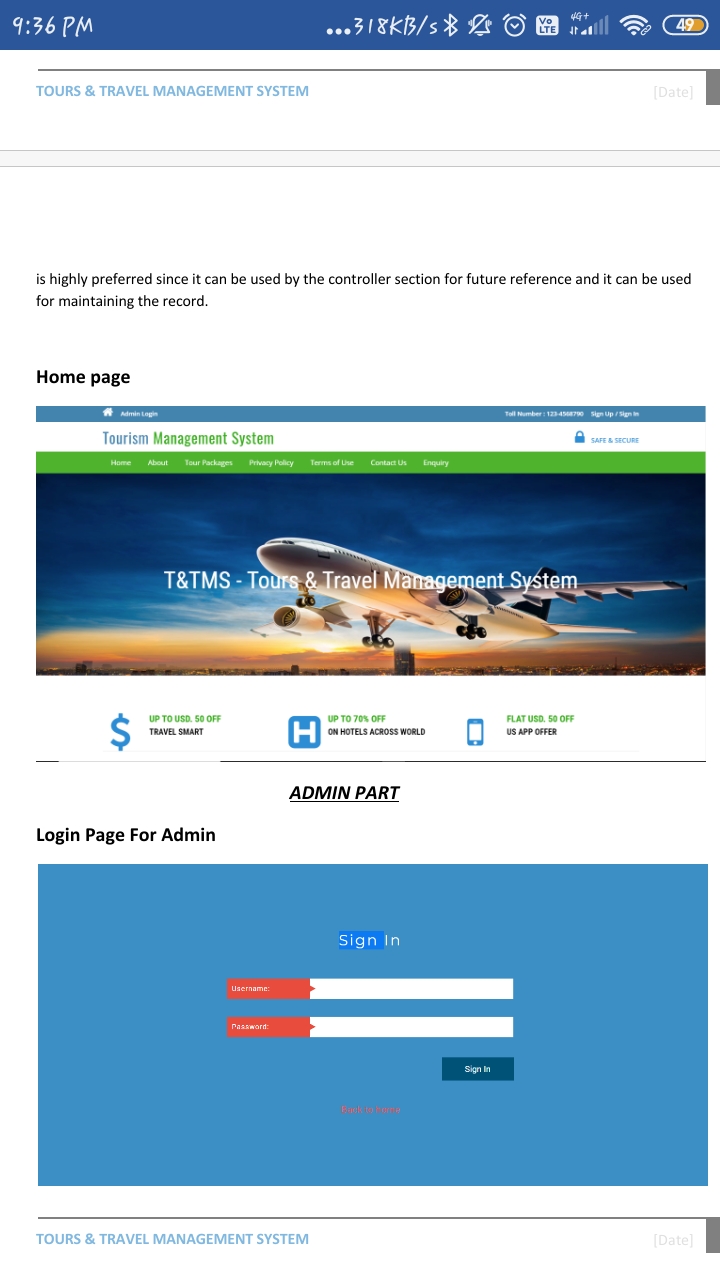 9:36 PM ...318KB/s 4G+ Vo LTE 49
TOURS & TRAVEL MANAGEMENT SYSTEM [Date]
is highly preferred since it can be used by the controller section for future reference and it can be used
for maintaining the record.
Home page
Admin Login Toll Number : 123-4568790 Sign Up / Sign In
Tourism Management System SAFE & SECURE
Home About Tour Packages Privacy Policy Terms of Use Contact Us Enquiry
T&TMS - Tours & Travel Management System
UP TO USD. 50 OFF UP TO 70% OFF FLAT USD. 50 OFF
TRAVEL SMART ON HOTELS ACROSS WORLD US APP OFFER
ADMIN PART
Login Page For Admin
Sign In
Username:
Password:
Sign In
Back to home
TOURS & TRAVEL MANAGEMENT SYSTEM [Date]